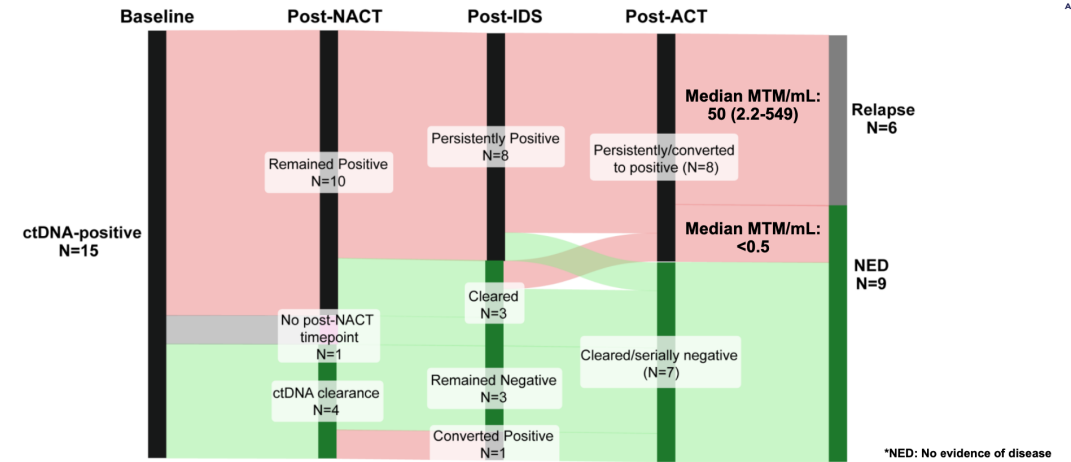 A
Baseline
Post-NACT
Post-IDS
Post-ACT
Median MTM/mL:
50 (2.2-549)
Relapse
N=6
Persistently Positive
N=8
Persistently/converted
to positive (N=8)
Remained Positive
N=10
ctDNA-positive
N=15
Median MTM/mL:
<0.5
NED
N=9
Cleared
N=3
No post-NACT
timepoint
N=1
Cleared/serially negative
(N=7)
ctDNA clearance
N=4
Remained Negative
N=3
Converted Positive
N=1
*NED: No evidence of disease